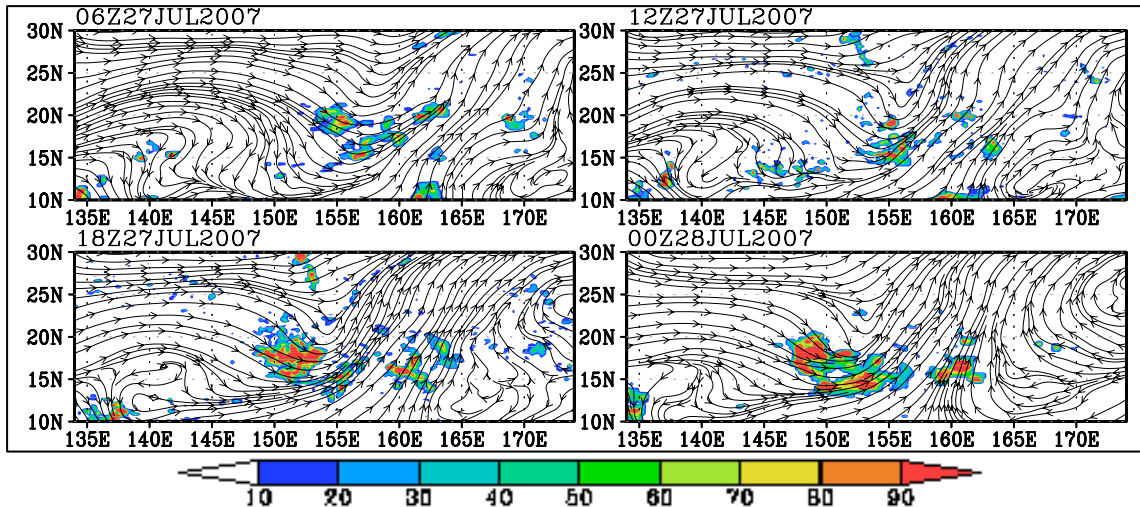 06Z27JUL2007 12Z27JUL2007
30N 30N
25N 25N
20N 20N
15N 15N
10N 10N
135E 140E 145E 150E 155E 160E 165E 170E 135E 140E 145E 150E 155E 160E 165E 170E
18Z27JUL2007 00Z28JUL2007
30N 30N
25N 25N
20N 20N
15N 15N
10N 10N
135E 140E 145E 150E 155E 160E 165E 170E 135E 140E 145E 150E 155E 160E 165E 170E
10 20 30 40 50 60 70 80 90